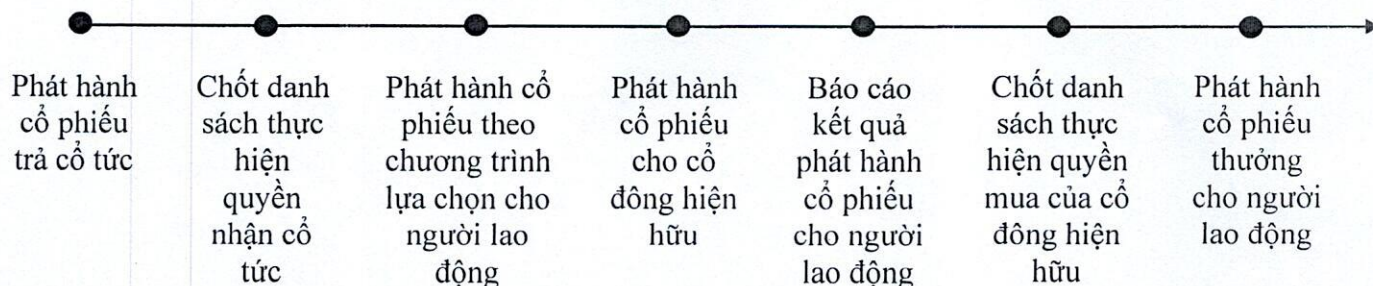 Phát hành
cổ phiếu
trả cổ tức
Chốt danh
sách thực
hiện
quyền
nhận cổ
tức
Phát hành cổ
phiếu theo
chương trình
lựa chọn cho
người lao
động
Phát hành
cổ phiếu
cho cổ
đông hiện
hữu
Báo cáo
kết quả
phát hành
cổ phiếu
cho người
lao động
Chốt danh
sách thực
hiện quyền
mua của cổ
đông hiện
hữu
Phát hành
cổ phiếu
thưởng
cho người
lao động